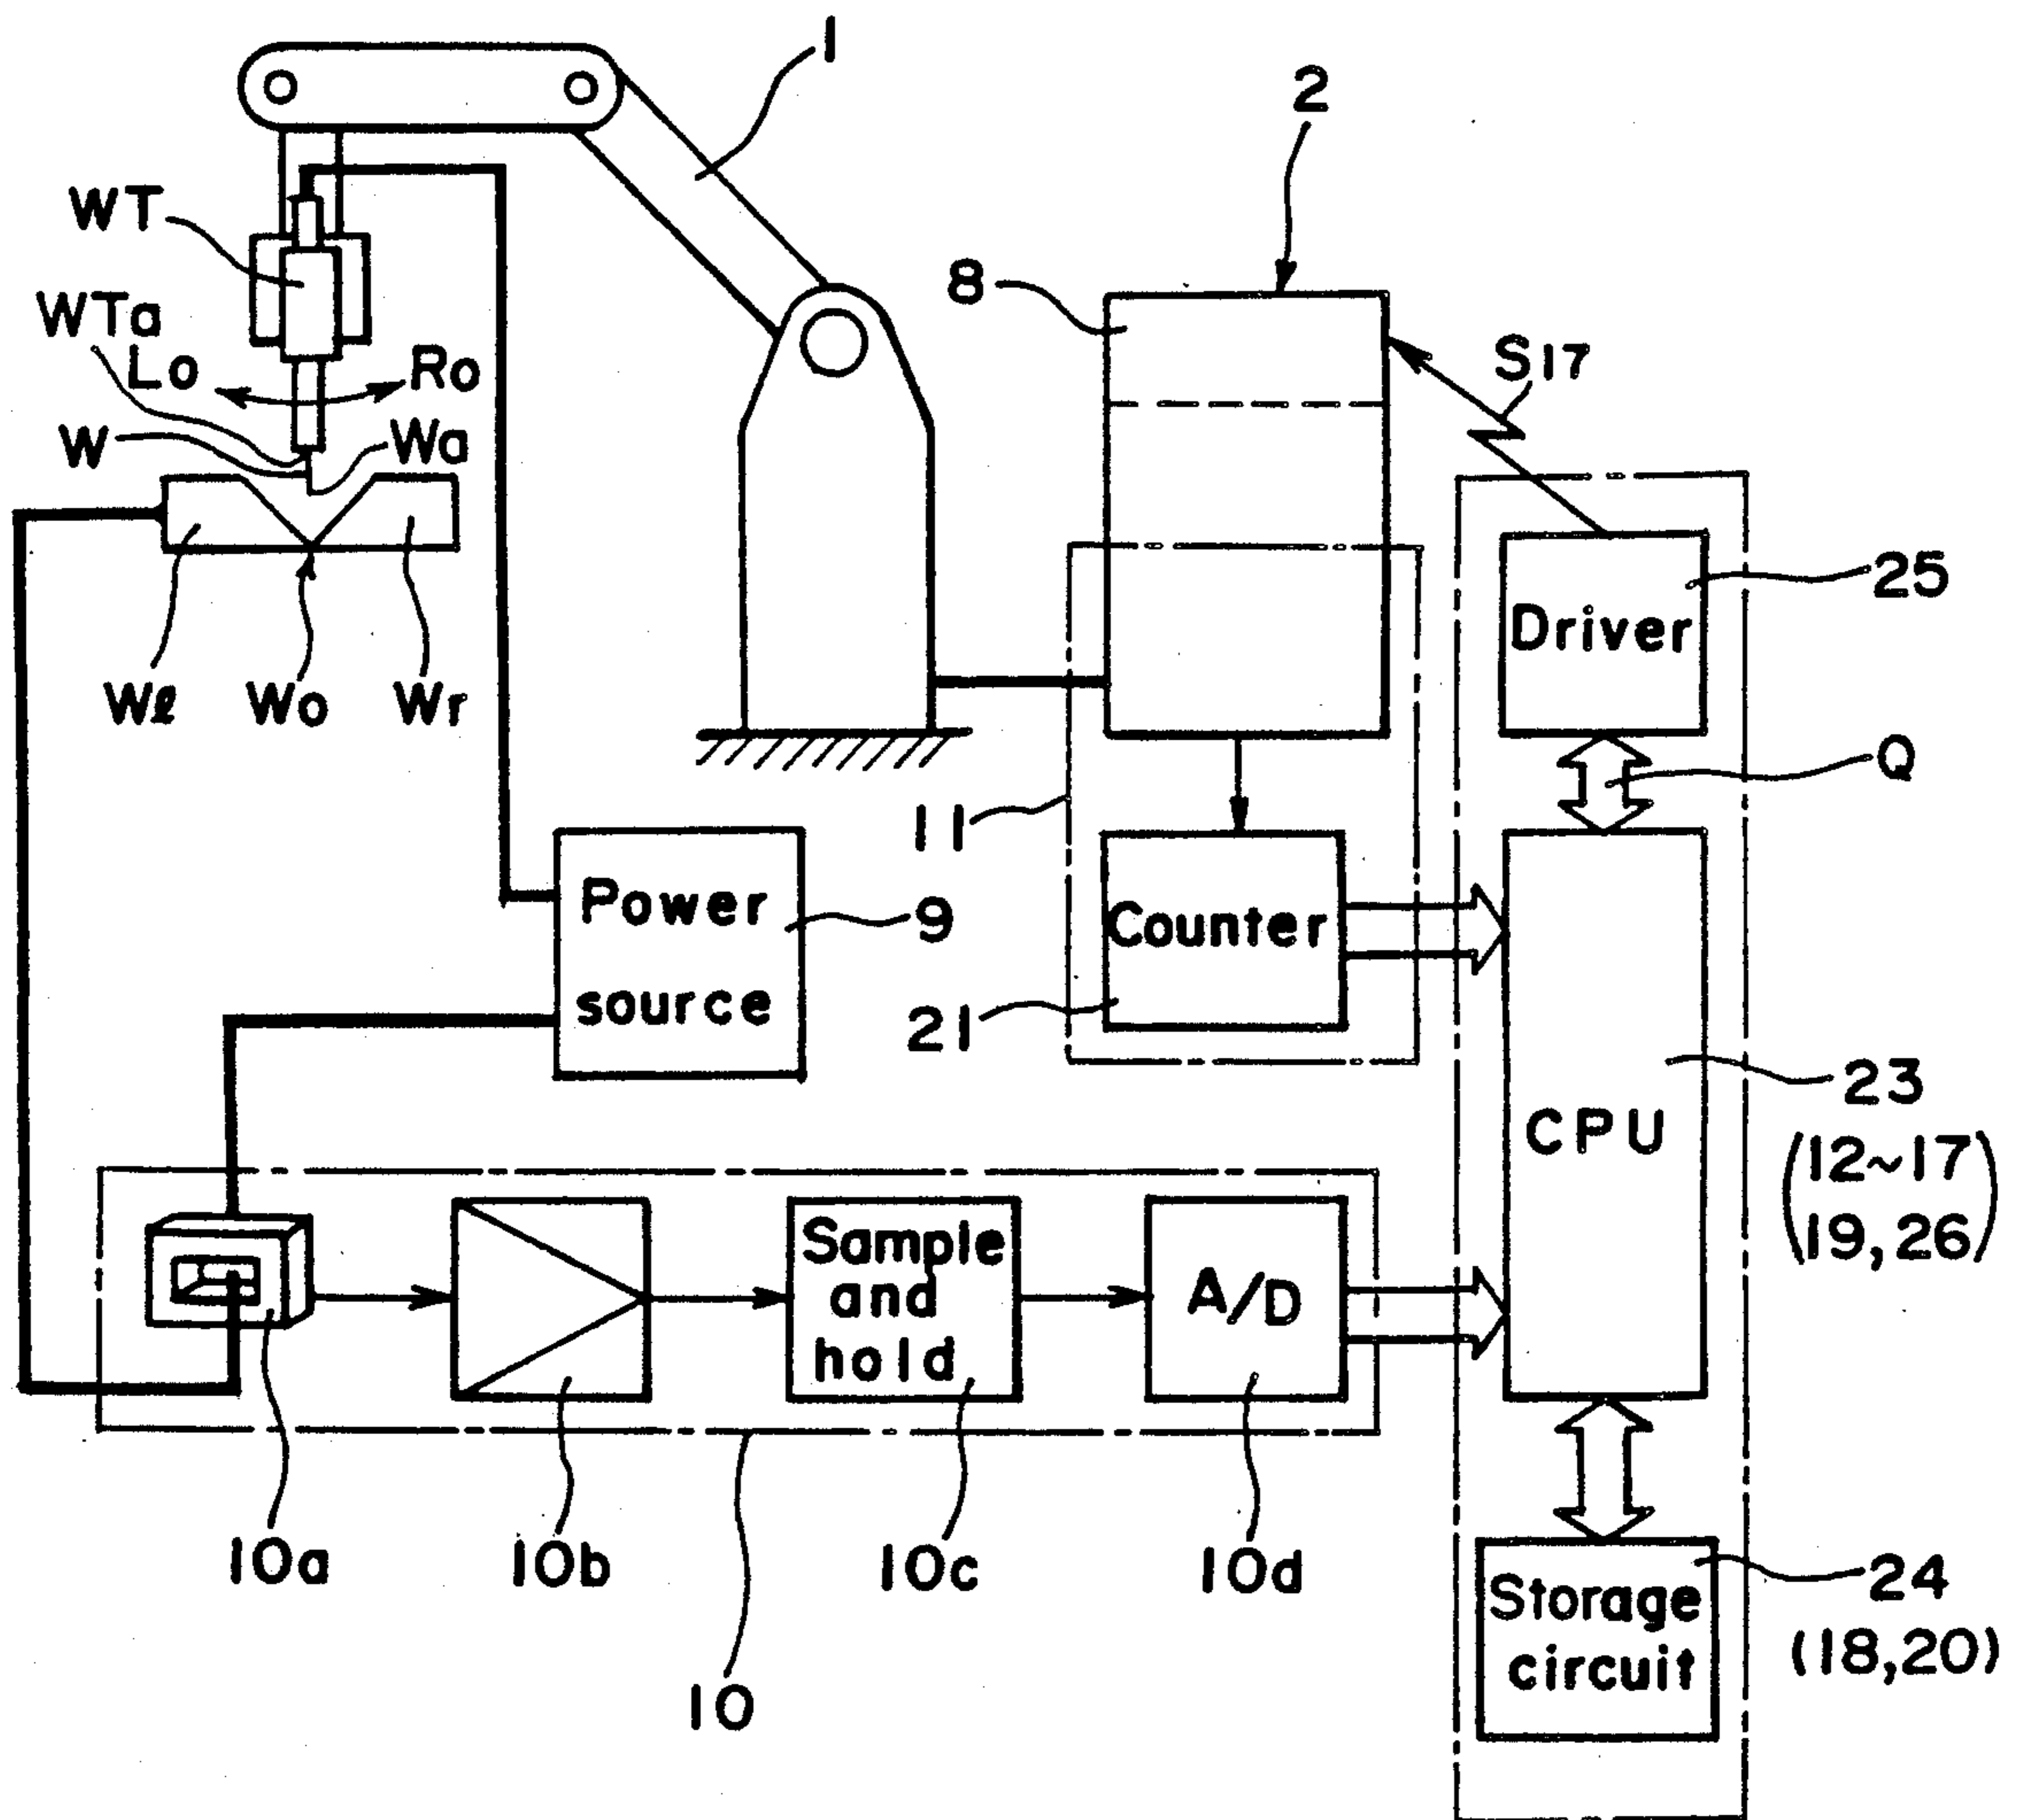 1
2
WT
8
WTa
Lo
Ro
S17
W
Wa
25
Driver
Wℓ
Wo
Wr
Q
11
Power
source
9
Counter
21
23
CPU
(12~17
19,26)
Sample
and
hold
A/D
10a
10b
10c
10d
24
Storage
circuit
(18,20)
10